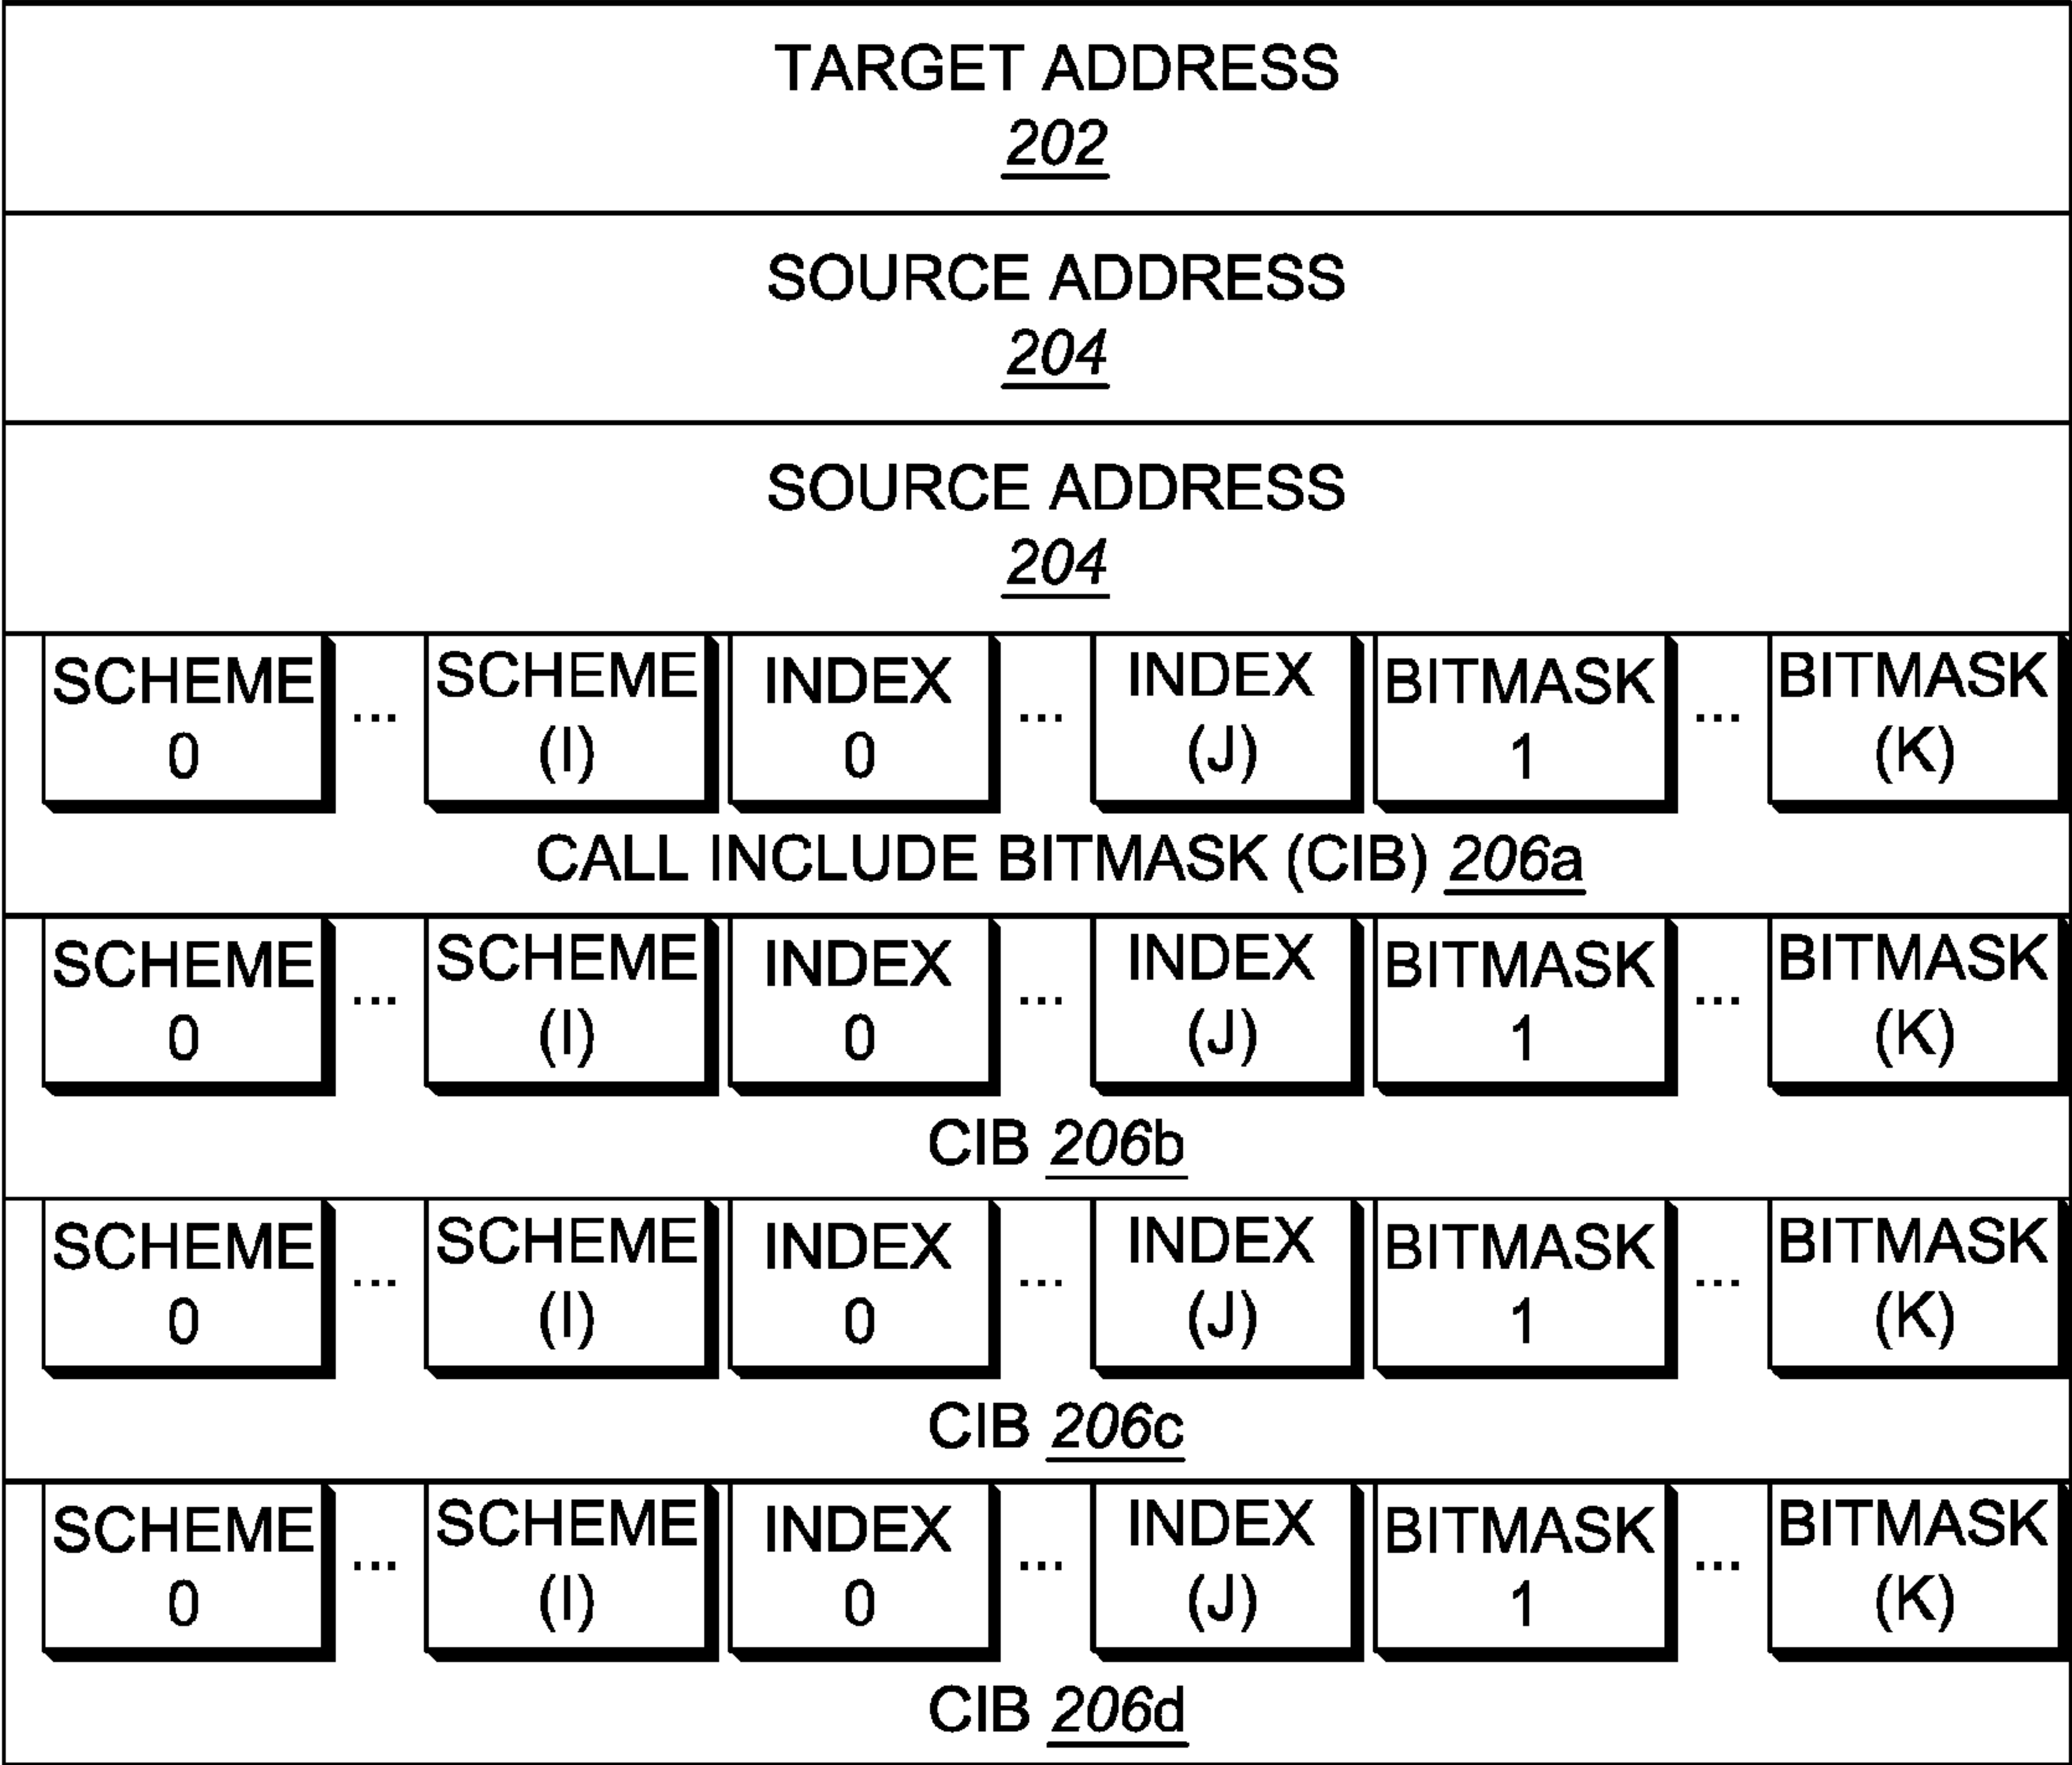 TARGET ADDRESS
202
SOURCE ADDRESS
204
SOURCE ADDRESS
204
SCHEME ... SCHEME INDEX ... INDEX BITMASK ... BITMASK
0 (I) 0 (J) 1 (K)
CALL INCLUDE BITMASK (CIB) 206a
SCHEME ... SCHEME INDEX ... INDEX BITMASK ... BITMASK
0 (I) 0 (J) 1 (K)
CIB 206b
SCHEME ... SCHEME INDEX ... INDEX BITMASK ... BITMASK
0 (I) 0 (J) 1 (K)
CIB 206c
SCHEME ... SCHEME INDEX ... INDEX BITMASK ... BITMASK
0 (I) 0 (J) 1 (K)
CIB 206d